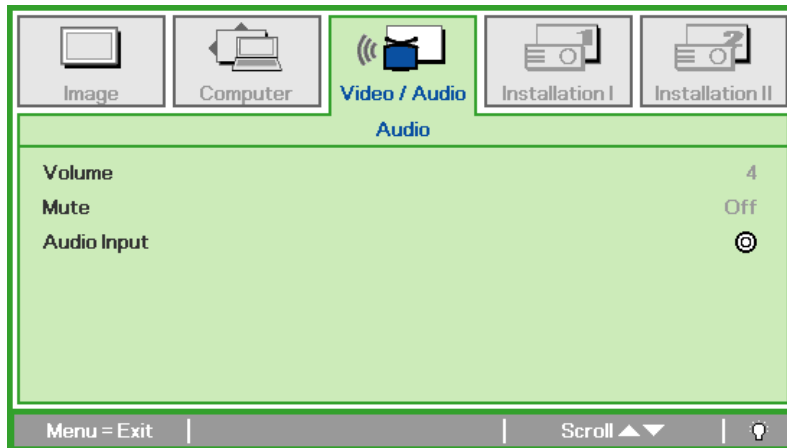 Image Computer Video / Audio Installation I Installation II
Audio
Volume 4
Mute Off
Audio Input
Menu = Exit Scroll